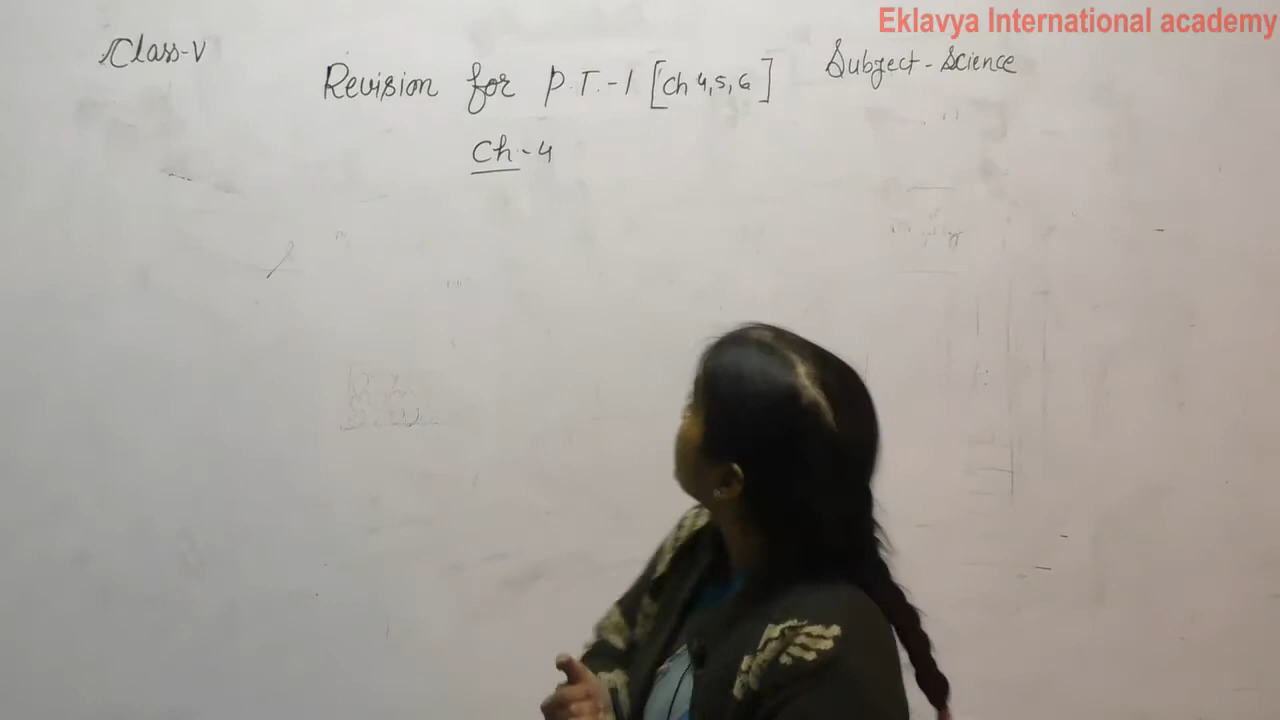 Eklavya International academy
Class-V
Subject - Science
Revision for P.T.-1 [Ch 4,5,6]
Ch-4